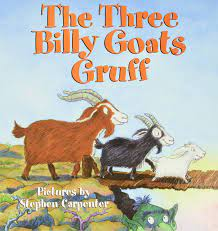 The Three
Billy Goats
Gruff
Pictures by
Stephen Carpenter